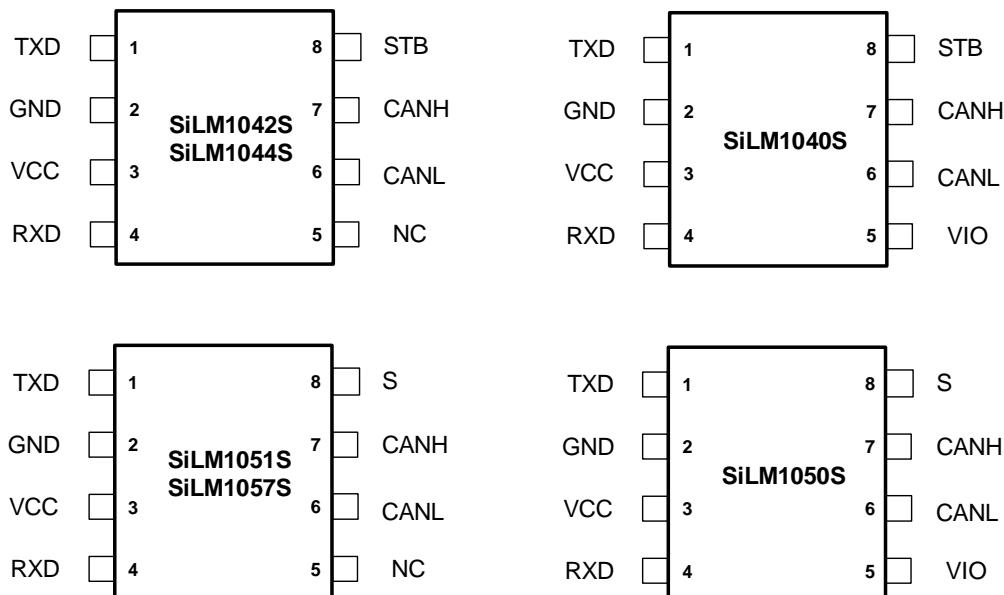 TXD 1 8 STB
GND 2 7 CANH
SiLM1042S
SiLM1044S
VCC 3 6 CANL
RXD 4 5 NC
TXD 1 8 STB
GND 2 7 CANH
SiLM1040S
VCC 3 6 CANL
RXD 4 5 VIO
TXD 1 8 S
GND 2 7 CANH
SiLM1051S
SiLM1057S
VCC 3 6 CANL
RXD 4 5 NC
TXD 1 8 S
GND 2 7 CANH
SiLM1050S
VCC 3 6 CANL
RXD 4 5 VIO